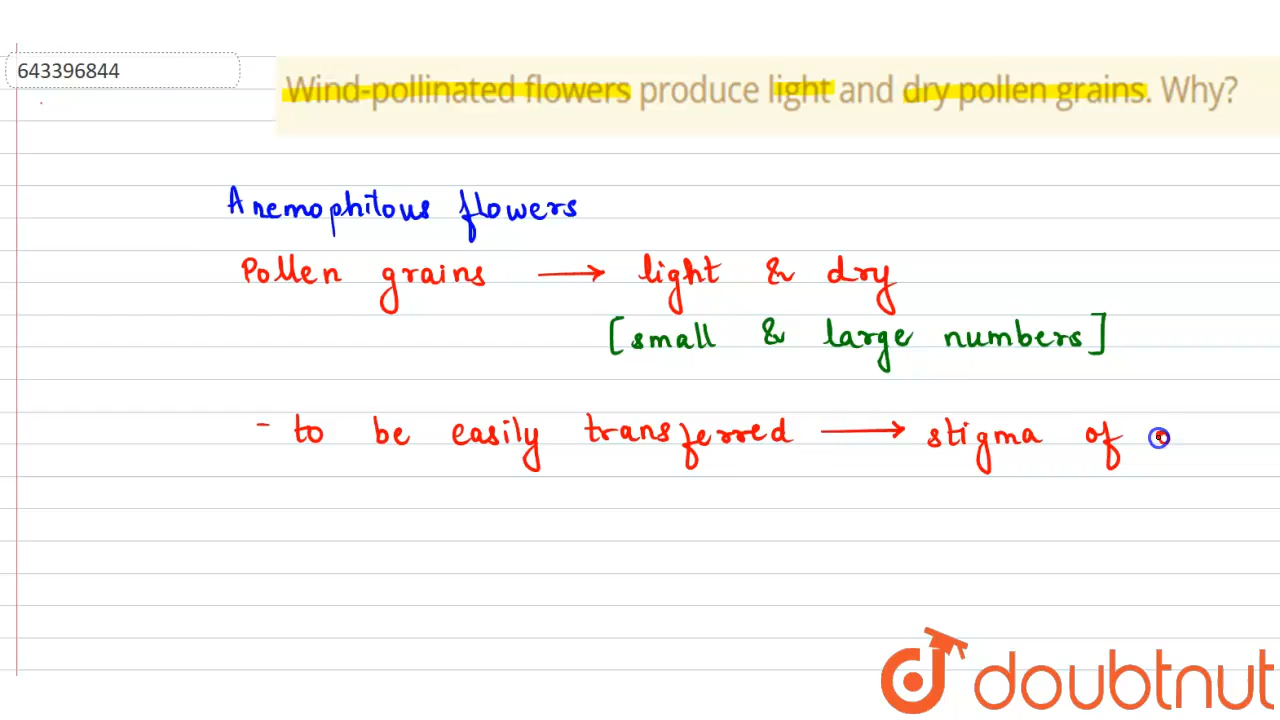 643396844
Wind-pollinated flowers produce light and dry pollen grains. Why?
Anemophitous flowers
Pollen grains → light & dry
[small & large numbers]
- to be easily transferred → stigma of
doubtnut